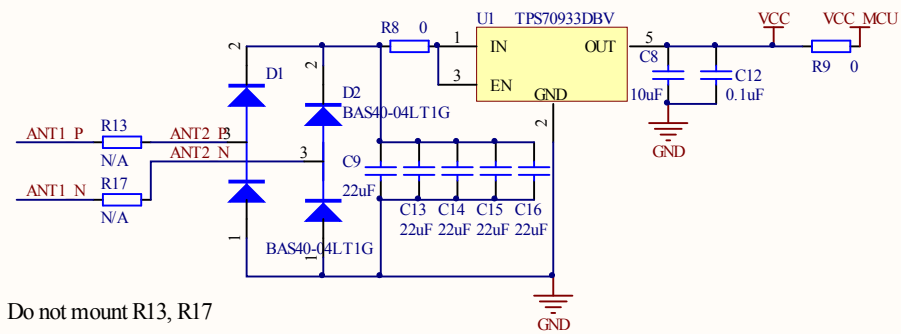 U1 TPS70933DBV
VCC VCC_MCU
R8 0
1 IN OUT 5
3 EN
GND
2
C8
10uF
C12
0.1uF
R9 0
GND
2
D1
2
D2
BAS40-04LT1G
ANT1_P R13 ANT2_P 3
N/A ANT2_N 3
ANT1_N R17
N/A
C9
22uF
C13 C14 C15 C16
22uF 22uF 22uF 22uF
1
BAS40-04LT1G
1
GND
Do not mount R13, R17